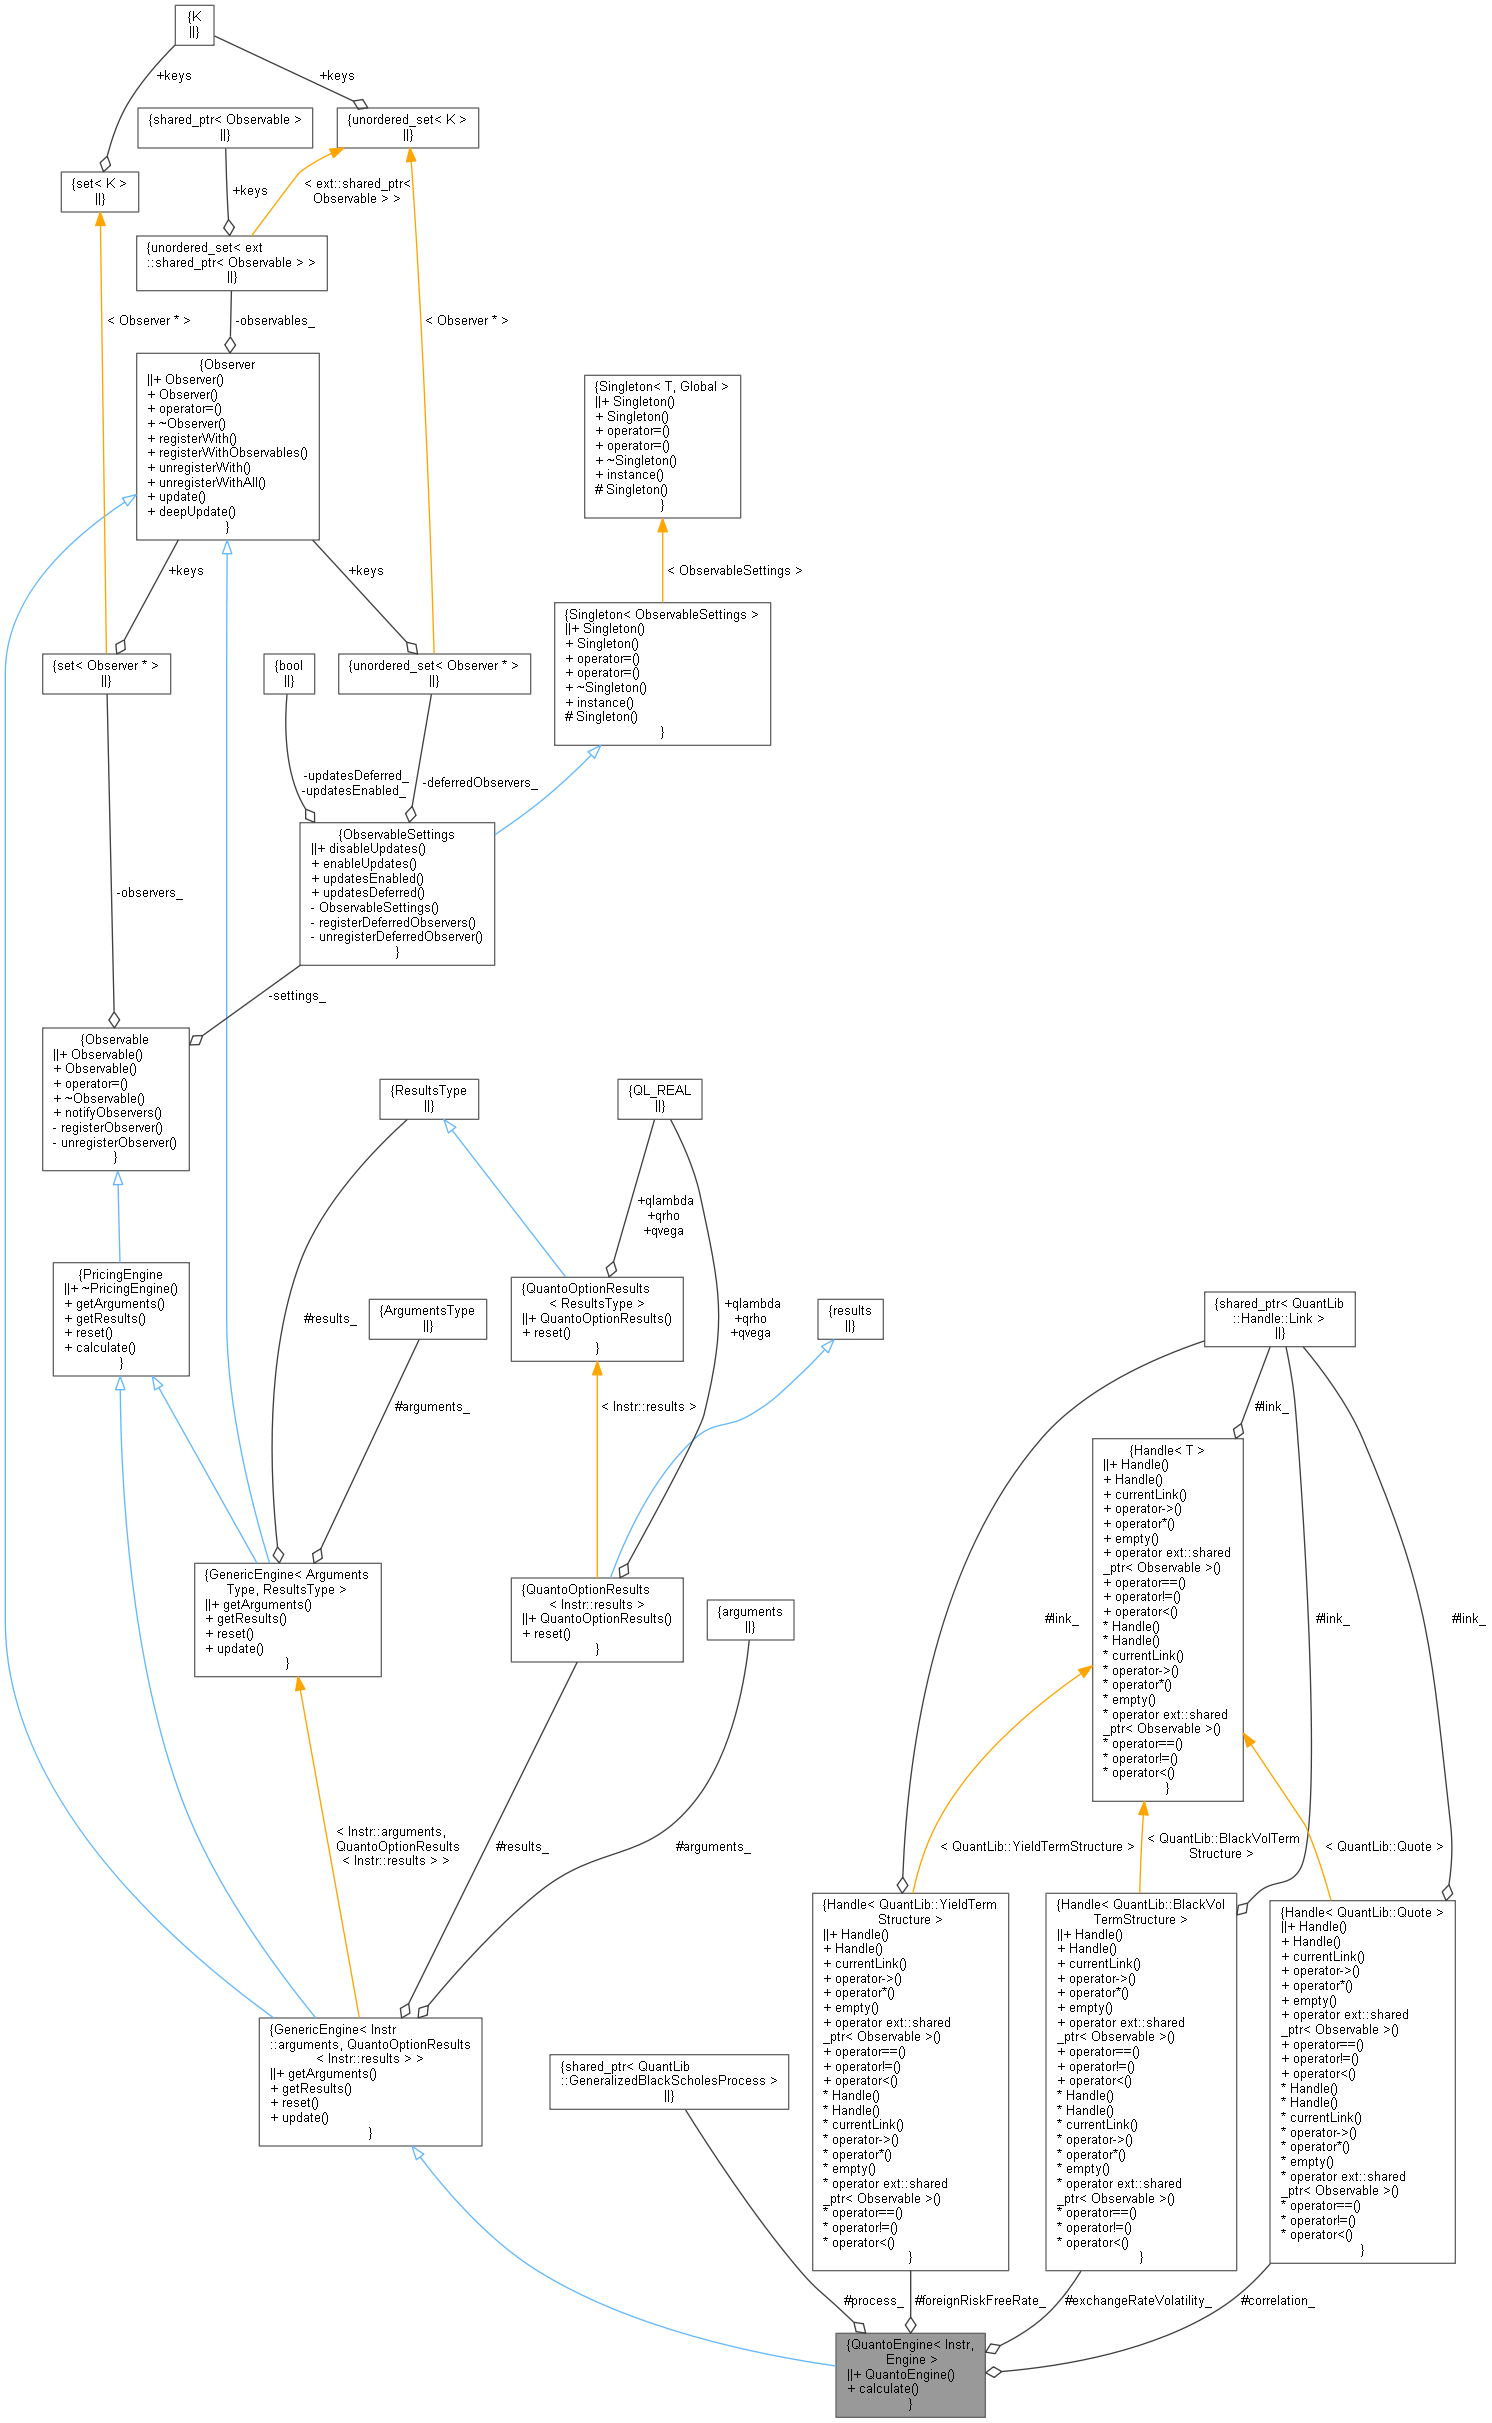 {K
||}
+keys
+keys
{shared_ptr< Observable >
||}
{unordered_set< K >
||}
{set< K >
||}
+keys
< ext::shared_ptr<
Observable > >
{unordered_set< ext
::shared_ptr< Observable > >
||}
< Observer * >
-observables_
< Observer * >
{Observer
||+ Observer()
+ Observer()
+ operator=()
+ ~Observer()
+ registerWith()
+ registerWithObservables()
+ unregisterWith()
+ unregisterWithAll()
+ update()
+ deepUpdate()
}
{Singleton< T, Global >
||+ Singleton()
+ Singleton()
+ operator=()
+ operator=()
+ ~Singleton()
+ instance()
# Singleton()
}
+keys
+keys
< ObservableSettings >
{set< Observer * >
||}
{bool
||}
{unordered_set< Observer * >
||}
{Singleton< ObservableSettings >
||+ Singleton()
+ Singleton()
+ operator=()
+ operator=()
+ ~Singleton()
+ instance()
# Singleton()
}
-updatesDeferred_
-updatesEnabled_
-deferredObservers_
-observers_
{ObservableSettings
||+ disableUpdates()
+ enableUpdates()
+ updatesEnabled()
+ updatesDeferred()
- ObservableSettings()
- registerDeferredObservers()
- unregisterDeferredObserver()
}
-settings_
{Observable
||+ Observable()
+ Observable()
+ operator=()
+ ~Observable()
+ notifyObservers()
- registerObserver()
- unregisterObserver()
}
{ResultsType
||}
{QL_REAL
||}
+qlambda
+qrho
+qvega
{PricingEngine
||+ ~PricingEngine()
+ getArguments()
+ getResults()
+ reset()
+ calculate()
}
#results_
{ArgumentsType
||}
{QuantoOptionResults
< ResultsType >
||+ QuantoOptionResults()
+ reset()
}
+qlambda
+qrho
+qvega
{results
||}
{shared_ptr< QuantLib
::Handle::Link >
||}
#arguments_
< Instr::results >
#link_
{Handle< T >
||+ Handle()
+ Handle()
+ currentLink()
+ operator->()
+ operator*()
+ empty()
+ operator ext::shared
_ptr< Observable >()
+ operator==()
+ operator!=()
+ operator<()
* Handle()
* Handle()
* currentLink()
* operator->()
* operator*()
* empty()
* operator ext::shared
_ptr< Observable >()
* operator==()
* operator!=()
* operator<()
}
{GenericEngine< Arguments
Type, ResultsType >
||+ getArguments()
+ getResults()
+ reset()
+ update()
}
{QuantoOptionResults
< Instr::results >
||+ QuantoOptionResults()
+ reset()
}
{arguments
||}
#link_
#link_
#link_
< Instr::arguments,
QuantoOptionResults
< Instr::results > >
#results_
#arguments_
< QuantLib::YieldTermStructure >
< QuantLib::BlackVolTerm
Structure >
< QuantLib::Quote >
{Handle< QuantLib::YieldTerm
Structure >
||+ Handle()
+ Handle()
+ currentLink()
+ operator->()
+ operator*()
+ empty()
+ operator ext::shared
_ptr< Observable >()
+ operator==()
+ operator!=()
+ operator<()
* Handle()
* Handle()
* currentLink()
* operator->()
* operator*()
* empty()
* operator ext::shared
_ptr< Observable >()
* operator==()
* operator!=()
* operator<()
}
{Handle< QuantLib::BlackVol
TermStructure >
||+ Handle()
+ Handle()
+ currentLink()
+ operator->()
+ operator*()
+ empty()
+ operator ext::shared
_ptr< Observable >()
+ operator==()
+ operator!=()
+ operator<()
* Handle()
* Handle()
* currentLink()
* operator->()
* operator*()
* empty()
* operator ext::shared
_ptr< Observable >()
* operator==()
* operator!=()
* operator<()
}
{Handle< QuantLib::Quote >
||+ Handle()
+ Handle()
+ currentLink()
+ operator->()
+ operator*()
+ empty()
+ operator ext::shared
_ptr< Observable >()
+ operator==()
+ operator!=()
+ operator<()
* Handle()
* Handle()
* currentLink()
* operator->()
* operator*()
* empty()
* operator ext::shared
_ptr< Observable >()
* operator==()
* operator!=()
* operator<()
}
{GenericEngine< Instr
::arguments, QuantoOptionResults
< Instr::results > >
||+ getArguments()
+ getResults()
+ reset()
+ update()
}
{shared_ptr< QuantLib
::GeneralizedBlackScholesProcess >
||}
#process_
#foreignRiskFreeRate_
#exchangeRateVolatility_
#correlation_
{QuantoEngine< Instr,
Engine >
||+ QuantoEngine()
+ calculate()
}